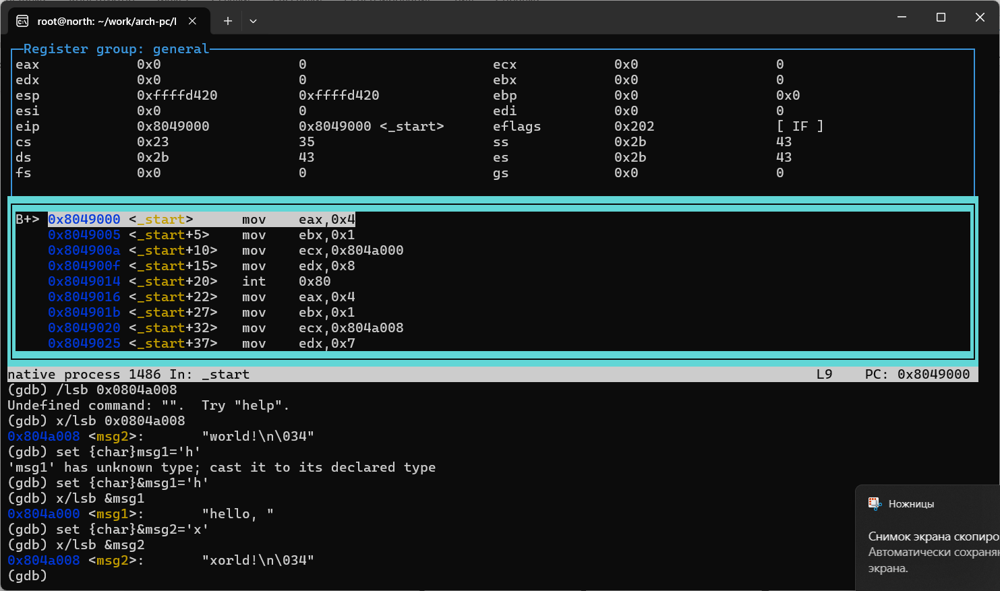 root@north: ~/work/arch-pc/l
Register group: general
eax 0x0 0 ecx 0x0 0
edx 0x0 0 ebx 0x0 0
esp 0xffffd420 0xffffd420 ebp 0x0 0x0
esi 0x0 0 edi 0x0 0
eip 0x8049000 0x8049000 <_start> eflags 0x202 [ IF ]
cs 0x23 35 ss 0x2b 43
ds 0x2b 43 es 0x2b 43
fs 0x0 0 gs 0x0 0
B+> 0x8049000 <_start> mov eax,0x4
0x8049005 <_start+5> mov ebx,0x1
0x804900a <_start+10> mov ecx,0x804a000
0x804900f <_start+15> mov edx,0x8
0x8049014 <_start+20> int 0x80
0x8049016 <_start+22> mov eax,0x4
0x804901b <_start+27> mov ebx,0x1
0x8049020 <_start+32> mov ecx,0x804a008
0x8049025 <_start+37> mov edx,0x7
native process 1486 In: _start L9 PC: 0x8049000
(gdb) /lsb 0x0804a008
Undefined command: "". Try "help".
(gdb) x/lsb 0x0804a008
0x804a008 <msg2>: "world!\n\034"
(gdb) set {char}msg1='h'
'msg1' has unknown type; cast it to its declared type
(gdb) set {char}&msg1='h'
(gdb) x/lsb &msg1
0x804a000 <msg1>: "hello, "
(gdb) set {char}&msg2='x'
(gdb) x/lsb &msg2
0x804a008 <msg2>: "xorld!\n\034"
(gdb)
Ножницы
Снимок экрана скопиро
Автоматически сохраня
экрана.